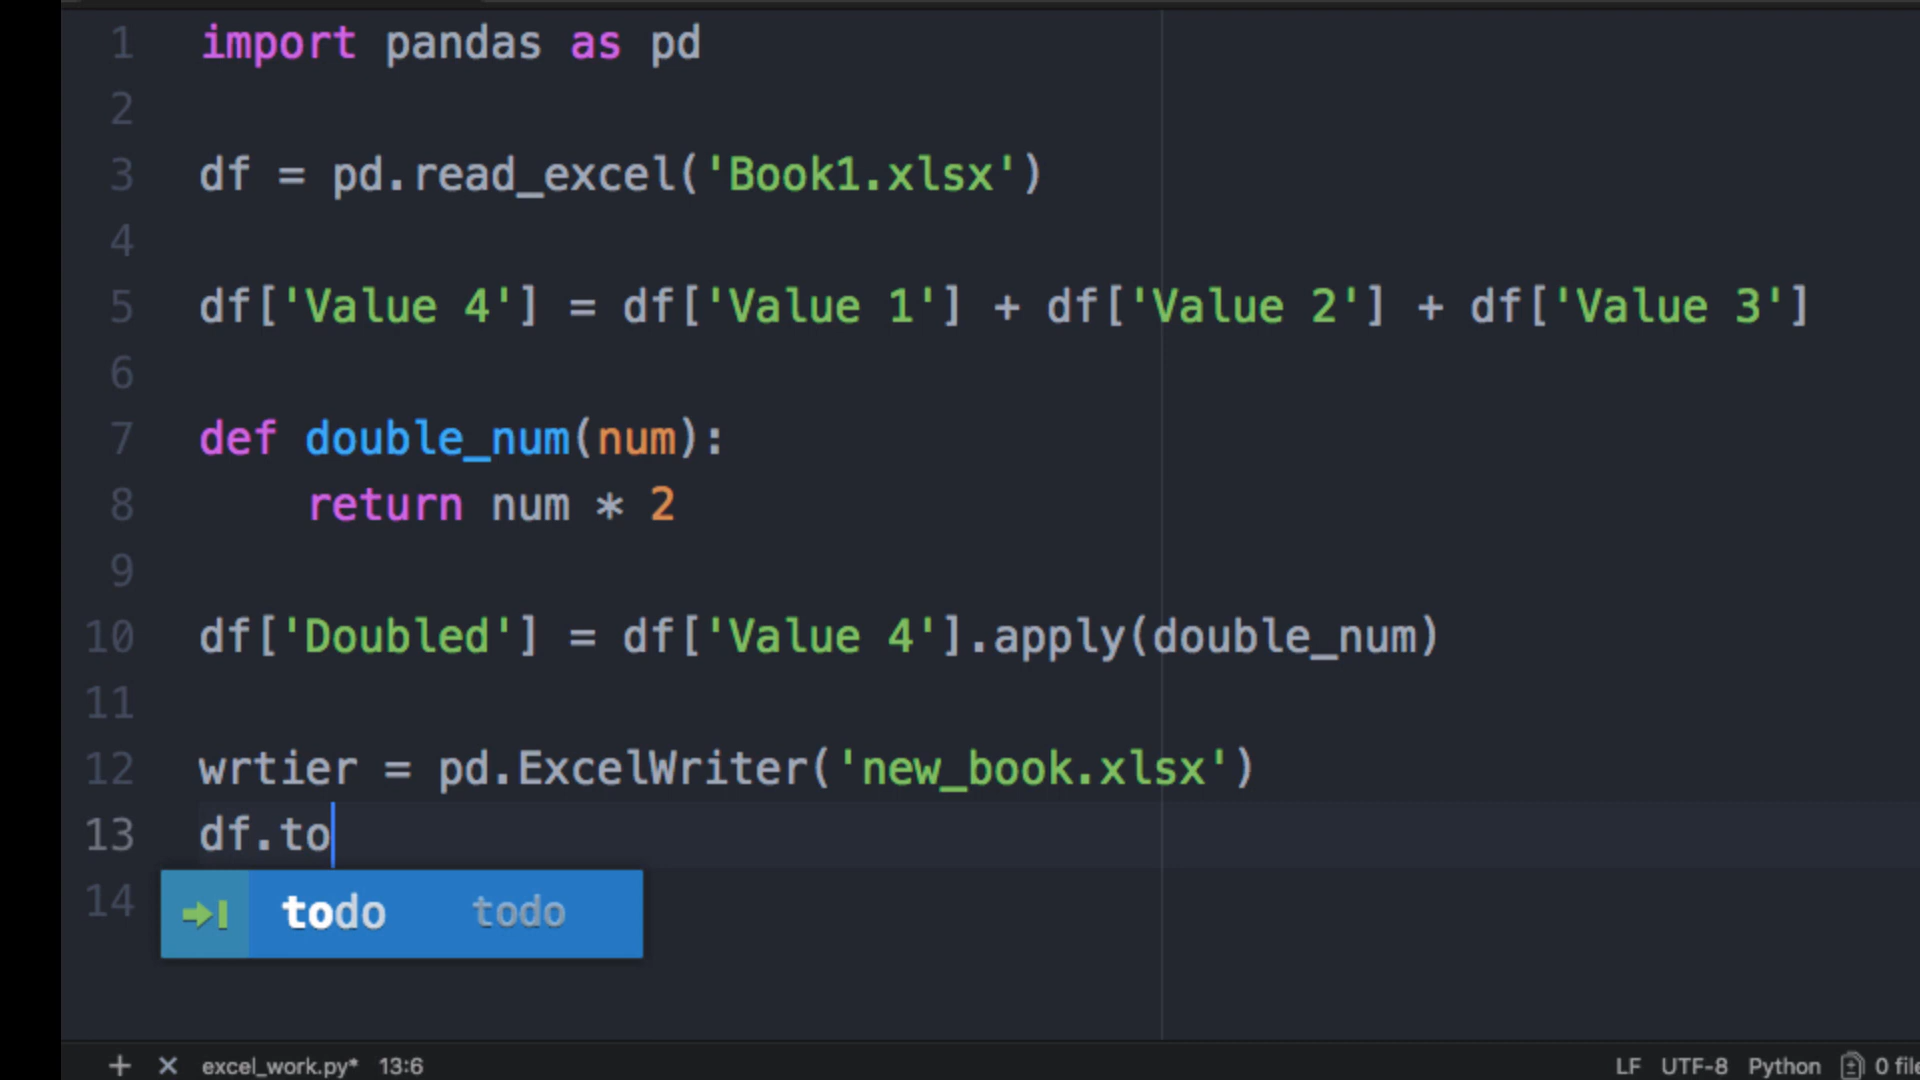 1 import pandas as pd
2
3 df = pd.read_excel('Book1.xlsx')
4
5 df['Value 4'] = df['Value 1'] + df['Value 2'] + df['Value 3']
6
7 def double_num(num):
8     return num * 2
9
10 df['Doubled'] = df['Value 4'].apply(double_num)
11
12 wrtier = pd.ExcelWriter('new_book.xlsx')
13 df.to
14 todo todo
+ × excel_work.py* 13:6 LF UTF-8 Python 0 file